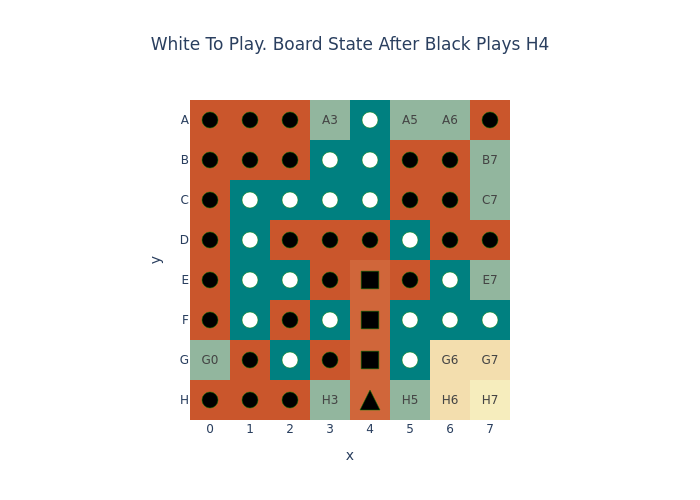 White To Play. Board State After Black Plays H4
A A3 A5 A6
B B7
C C7
D
E E7
F
G G0 G6 G7
H H3 H5 H6 H7
0 1 2 3 4 5 6 7
x
y